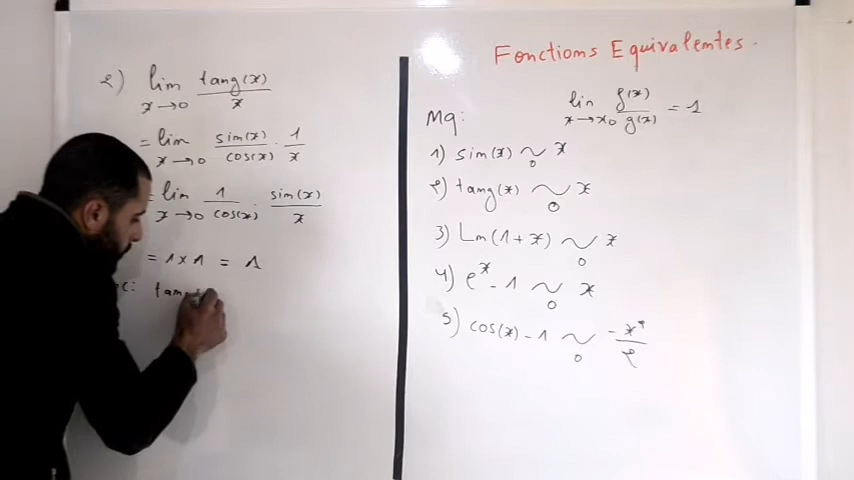 2) lim x→0 tang(x)/x
= lim x→0 sin(x)/cos(x) · 1/x
= lim x→0 1/cos(x) · sin(x)/x
= 1 x 1 = 1
tang
Fonctions Equivalentes.
lim x→x0 f(x)/g(x) = 1
Mq:
1) sin(x) ~ 0 x
2) tang(x) ~ 0 x
3) Ln(1+x) ~ 0 x
4) e^x - 1 ~ 0 x
5) cos(x) - 1 ~ 0 -x²/2